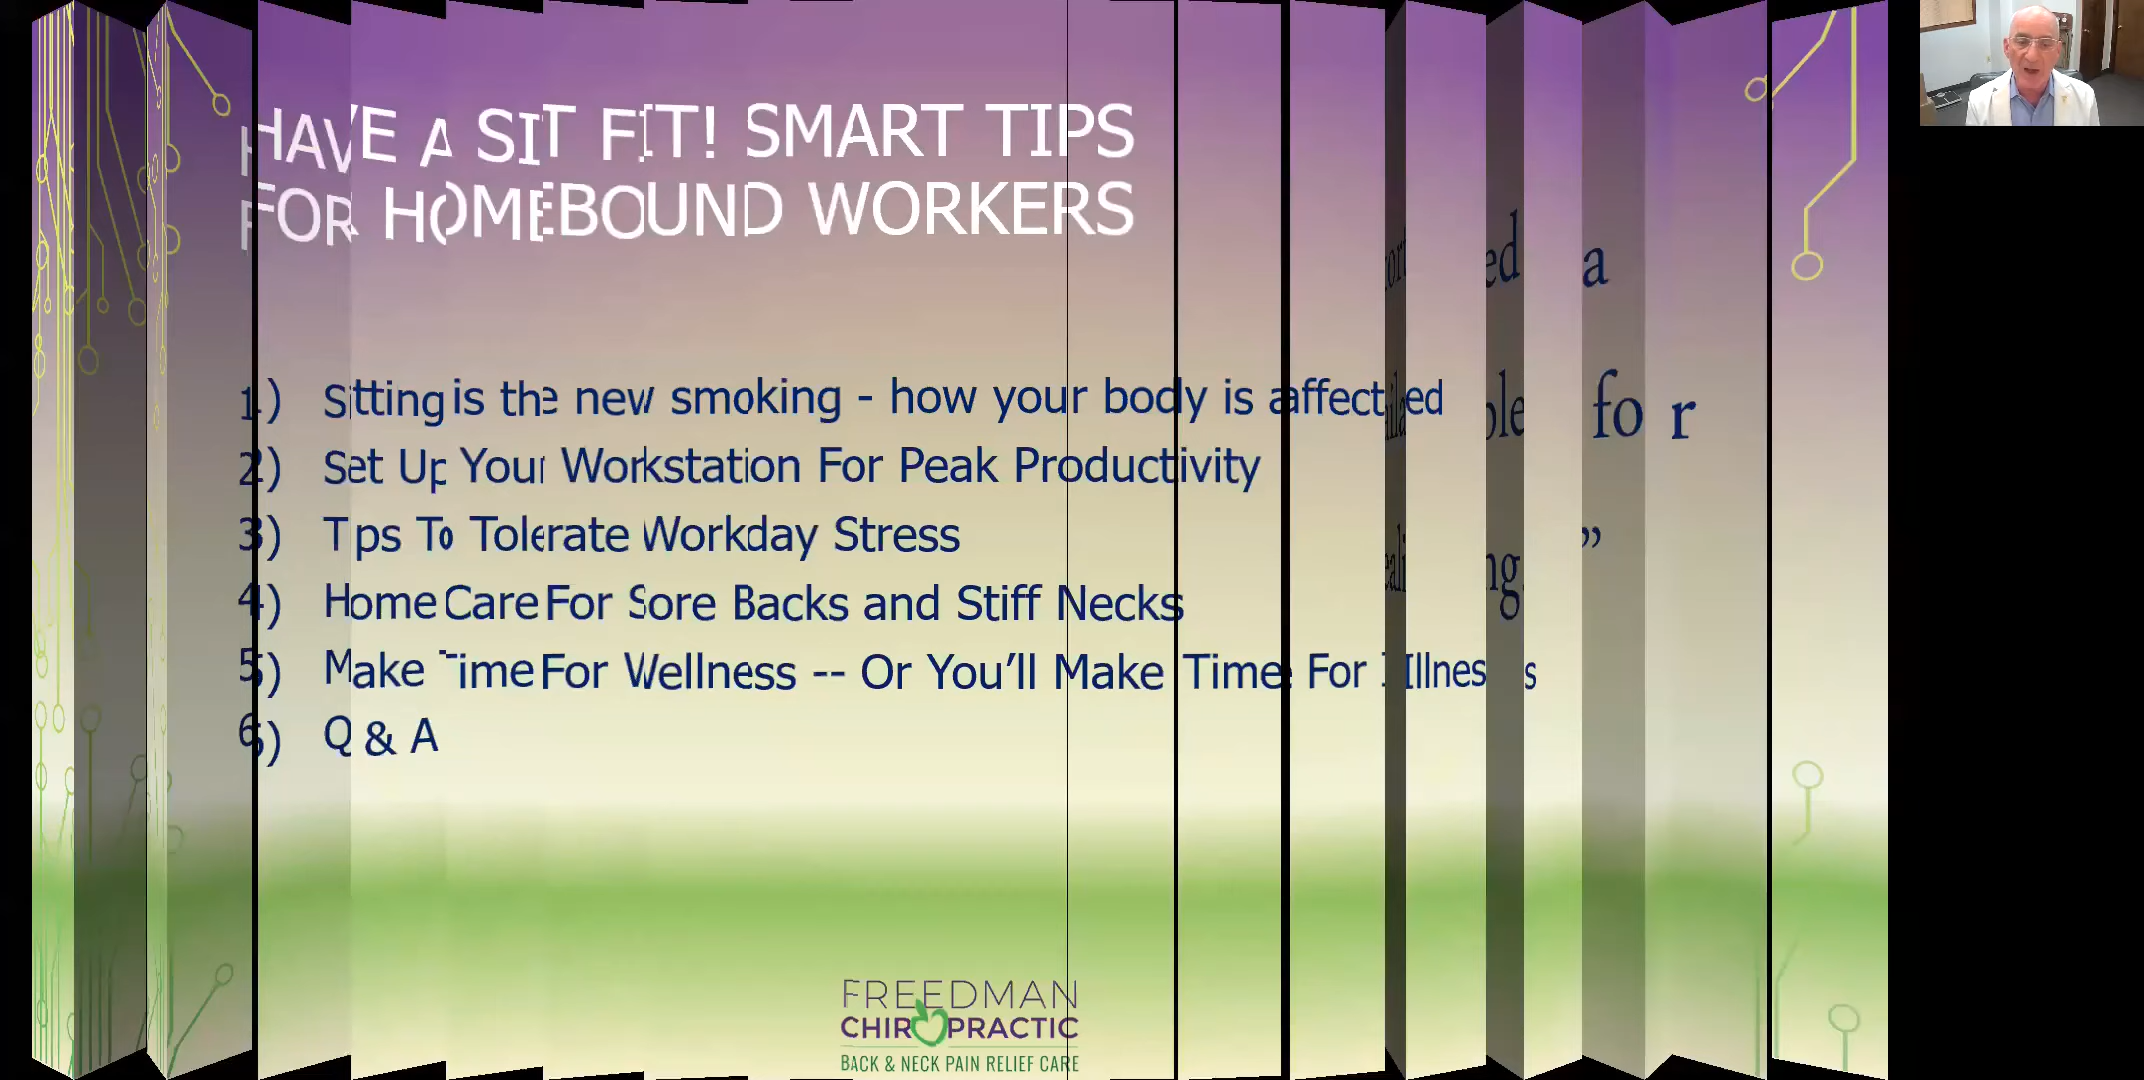 HAVE A SIT FIT! SMART TIPS
FOR HOMEBOUND WORKERS
a
for
1) Sitting is the new smoking - how your body is affected
2) Set Up Your Workstation For Peak Productivity
3) Tips To Tolerate Workday Stress
4) Home Care For Sore Backs and Stiff Necks
5) Make Time For Wellness -- Or You’ll Make Time For Illness
6) Q & A
FREEDMAN
CHIROPRACTIC
BACK & NECK PAIN RELIEF CARE